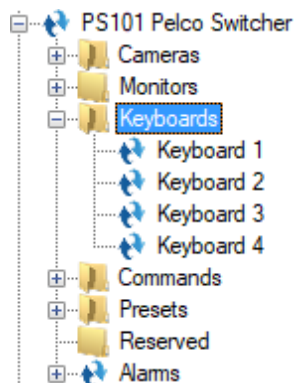 PS101 Pelco Switcher
Cameras
Monitors
Keyboards
Keyboard 1
Keyboard 2
Keyboard 3
Keyboard 4
Commands
Presets
Reserved
Alarms